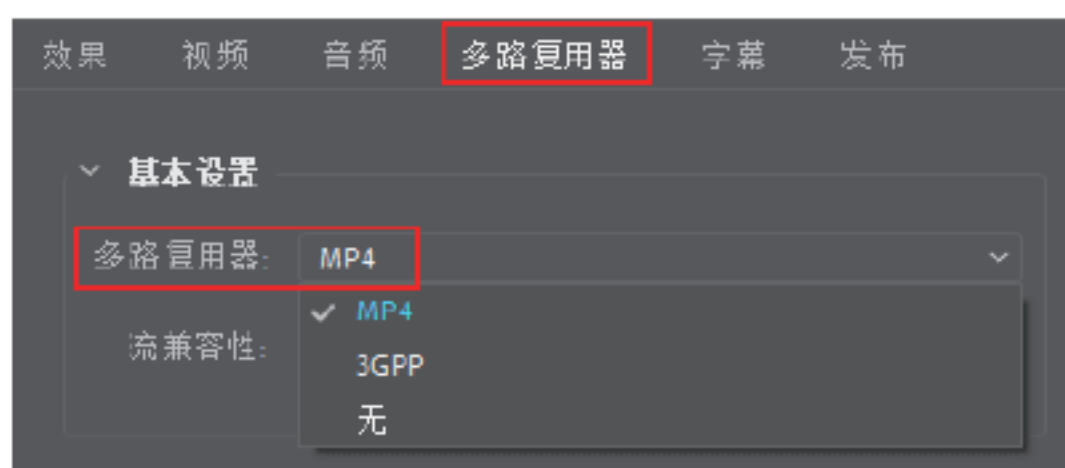 效果 视频 音频 多路复用器 字幕 发布
基本设置
多路复用器: MP4
MP4
流兼容性:
3GPP
无